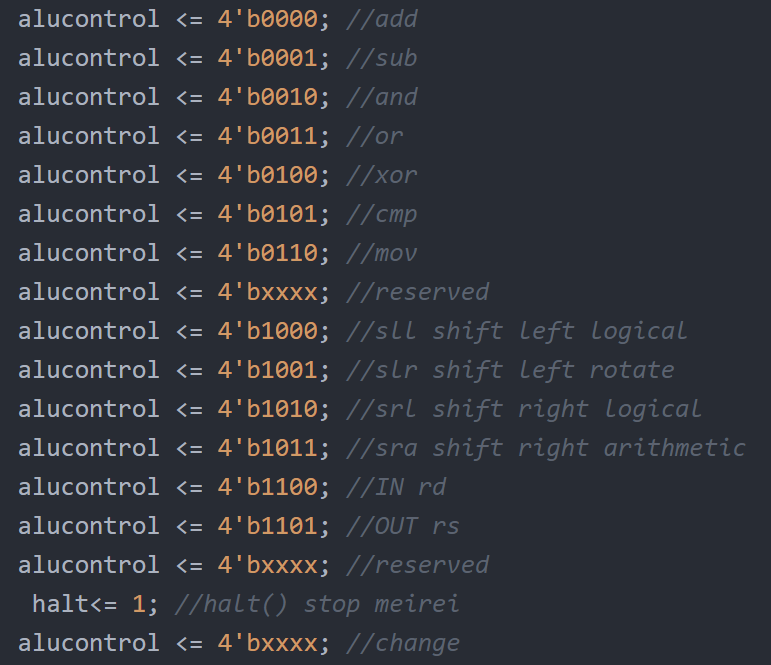 alucontrol <= 4'b0000; //add
alucontrol <= 4'b0001; //sub
alucontrol <= 4'b0010; //and
alucontrol <= 4'b0011; //or
alucontrol <= 4'b0100; //xor
alucontrol <= 4'b0101; //cmp
alucontrol <= 4'b0110; //mov
alucontrol <= 4'bxxxx; //reserved
alucontrol <= 4'b1000; //sll shift left logical
alucontrol <= 4'b1001; //slr shift left rotate
alucontrol <= 4'b1010; //srl shift right logical
alucontrol <= 4'b1011; //sra shift right arithmetic
alucontrol <= 4'b1100; //IN rd
alucontrol <= 4'b1101; //OUT rs
alucontrol <= 4'bxxxx; //reserved
halt<= 1; //halt() stop meirei
alucontrol <= 4'bxxxx; //change